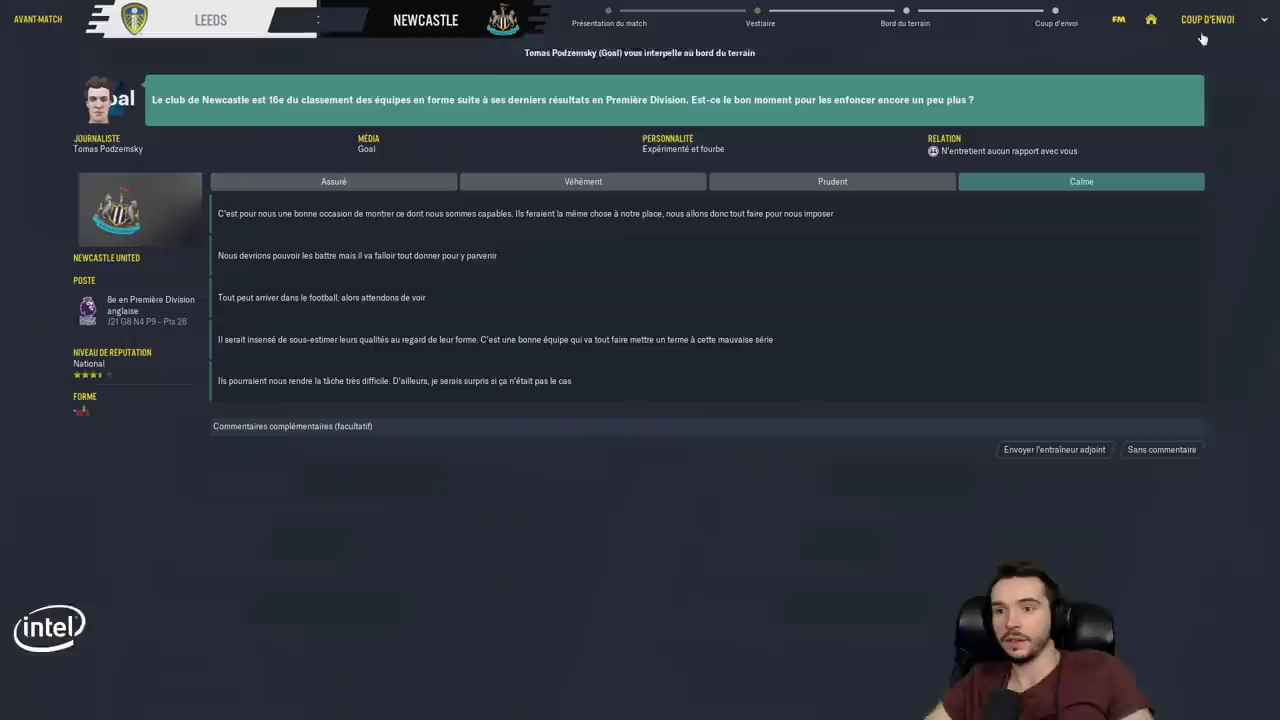 AVANT-MATCH
LEEDS
:
NEWCASTLE
Présentation du match
Vestiaire
Bord du terrain
Coup d'envoi
FM
COUP D'ENVOI
Tomas Podzemsky (Goal) vous interpelle au bord du terrain
Le club de Newcastle est 16e du classement des équipes en forme suite à ses derniers résultats en Première Division. Est-ce le bon moment pour les enfoncer encore un peu plus ?
JOURNALISTE
Tomas Podzemsky
MÉDIA
Goal
PERSONNALITÉ
Expérimenté et fourbe
RELATION
N'entretient aucun rapport avec vous
Assuré
Véhément
Prudent
Calme
C'est pour nous une bonne occasion de montrer ce dont nous sommes capables. Ils feraient la même chose à notre place, nous allons donc tout faire pour nous imposer
Nous devrions pouvoir les battre mais il va falloir tout donner pour y parvenir
Tout peut arriver dans le football, alors attendons de voir
Il serait insensé de sous-estimer leurs qualités au regard de leur forme. C'est une bonne équipe qui va tout faire mettre un terme à cette mauvaise série
Ils pourraient nous rendre la tâche très difficile. D'ailleurs, je serais surpris si ça n'était pas le cas
NEWCASTLE UNITED
POSTE
8e en Première Division
anglaise
J21 G8 N4 P9 - Pts 28
NIVEAU DE RÉPUTATION
National
FORME
Commentaires complémentaires (facultatif)
Envoyer l'entraîneur adjoint
Sans commentaire
intel